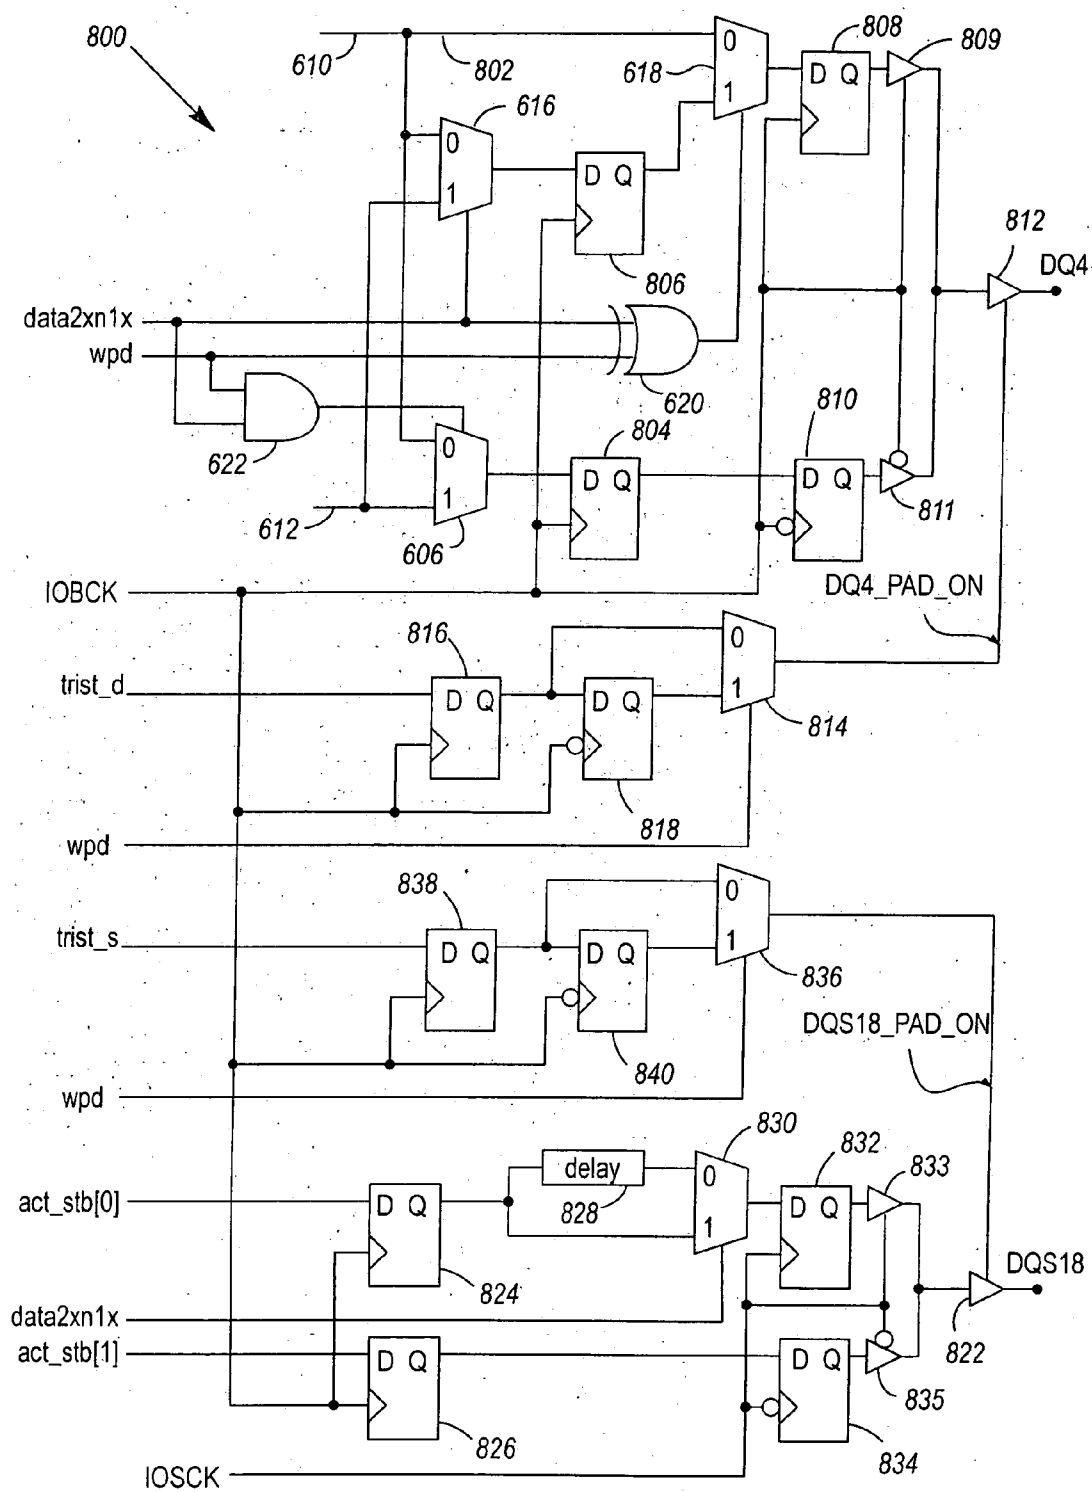 800
610
802
618
0
1
808
D Q
809
616
0
1
D Q
806
812
DQ4
data2xn1x
wpd
620
622
0
1
606
804
D Q
810
D Q
811
612
IOBCK
DQ4_PAD_ON
816
trist_d
D Q
D Q
818
0
1
814
wpd
838
trist_s
D Q
D Q
840
0
1
836
DQS18_PAD_ON
wpd
830
832
833
act_stb[0]
D Q
824
delay
828
0
1
D Q
DQS18
822
data2xn1x
act_stb[1]
D Q
826
D Q
834
835
IOSCK